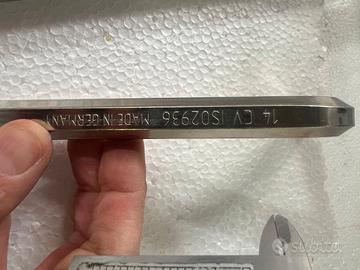 14 CV ISO2936 MADE IN GERMANY
subito